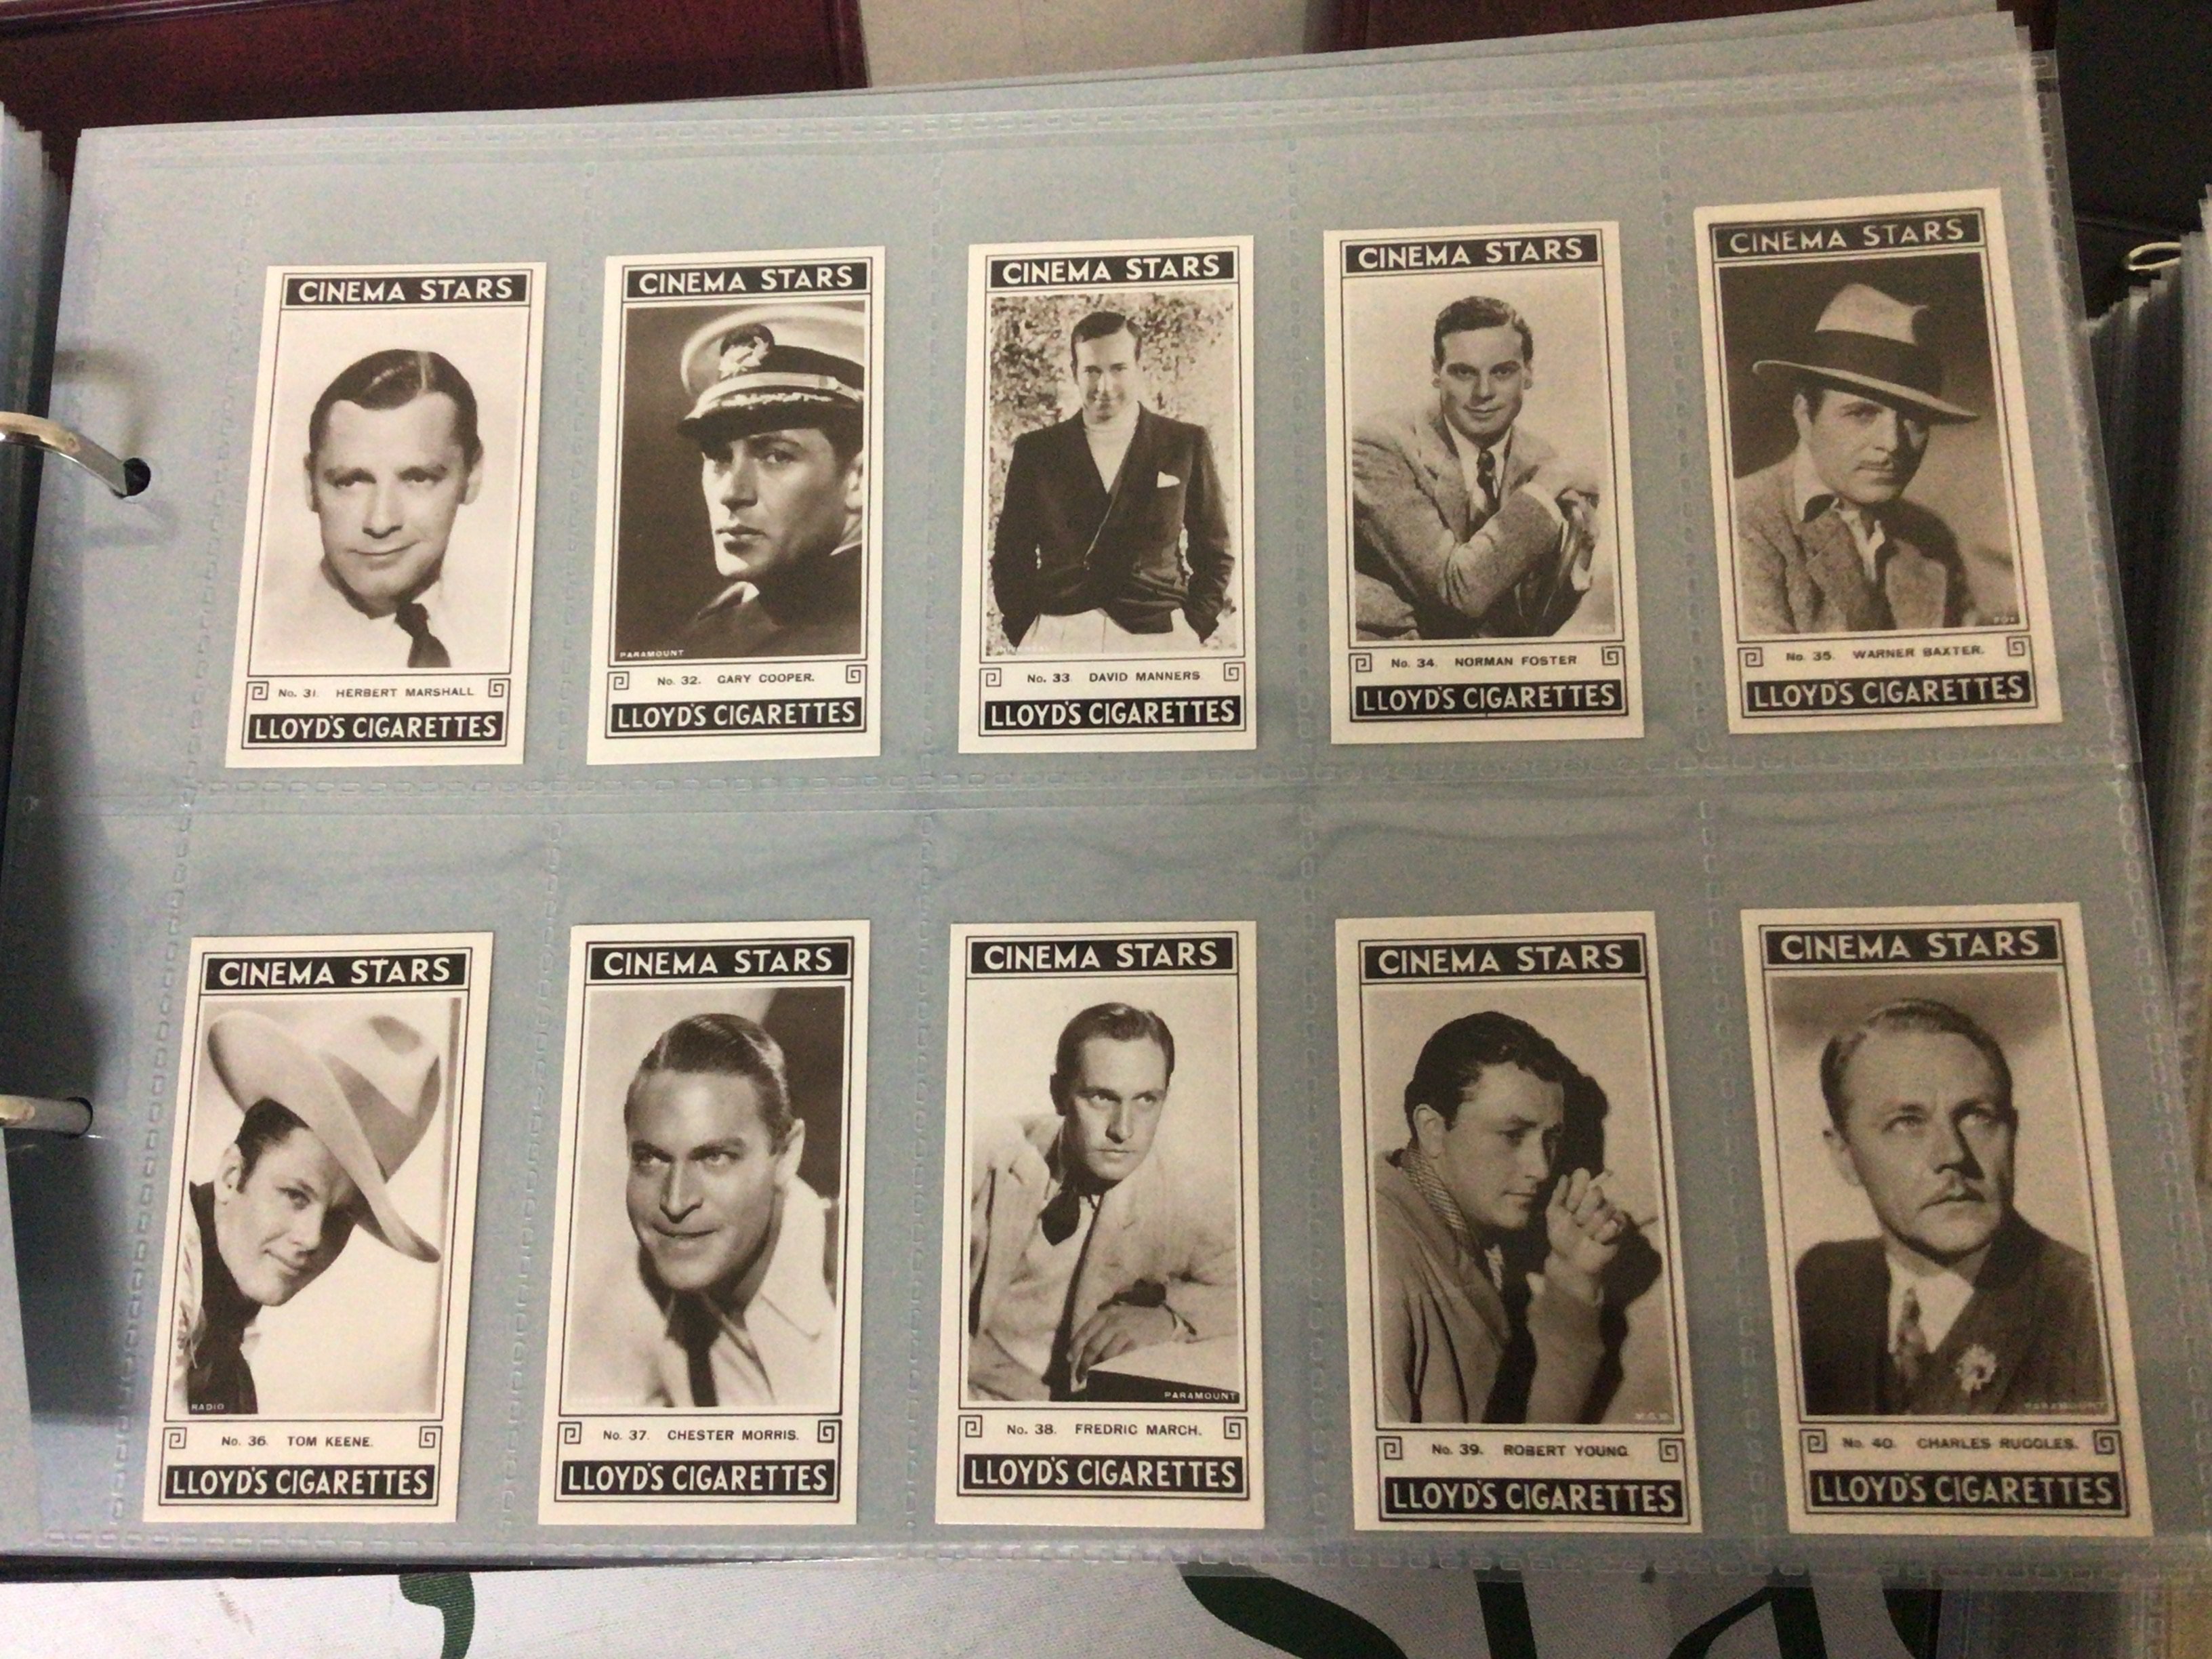 CINEMA STARS
No. 31. HERBERT MARSHALL
LLOYD'S CIGARETTES
CINEMA STARS
PARAMOUNT
No. 32. GARY COOPER.
LLOYD'S CIGARETTES
CINEMA STARS
No. 33. DAVID MANNERS
LLOYD'S CIGARETTES
CINEMA STARS
No. 34. NORMAN FOSTER
LLOYD'S CIGARETTES
CINEMA STARS
FOX
No. 35. WARNER BAXTER.
LLOYD'S CIGARETTES
CINEMA STARS
RADIO
No. 36. TOM KEENE.
LLOYD'S CIGARETTES
CINEMA STARS
No. 37. CHESTER MORRIS.
LLOYD'S CIGARETTES
CINEMA STARS
PARAMOUNT
No. 38. FREDRIC MARCH.
LLOYD'S CIGARETTES
CINEMA STARS
M.G.M.
No. 39. ROBERT YOUNG
LLOYD'S CIGARETTES
CINEMA STARS
PARAMOUNT
No. 40. CHARLES RUGGLES.
LLOYD'S CIGARETTES